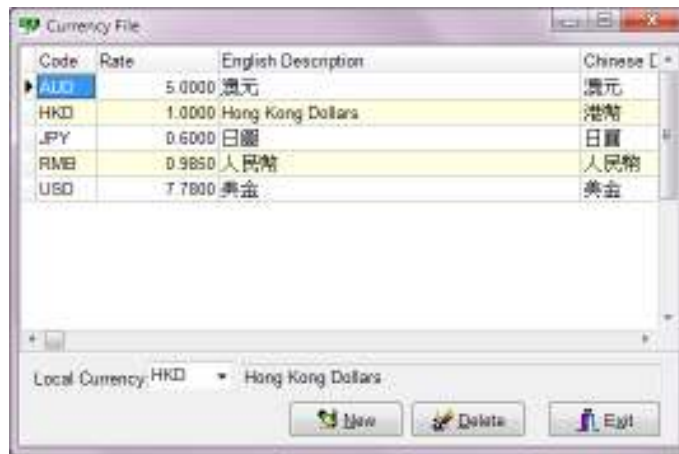 Currency File
Code Rate English Description Chinese D
AUD 5.0000 澳元 澳元
HKD 1.0000 Hong Kong Dollars 港幣
JPY 0.6000 日圓 日圓
RMB 0.9850 人民幣 人民幣
USD 7.7800 美金 美金
Local Currency: HKD Hong Kong Dollars
New Delete Exit